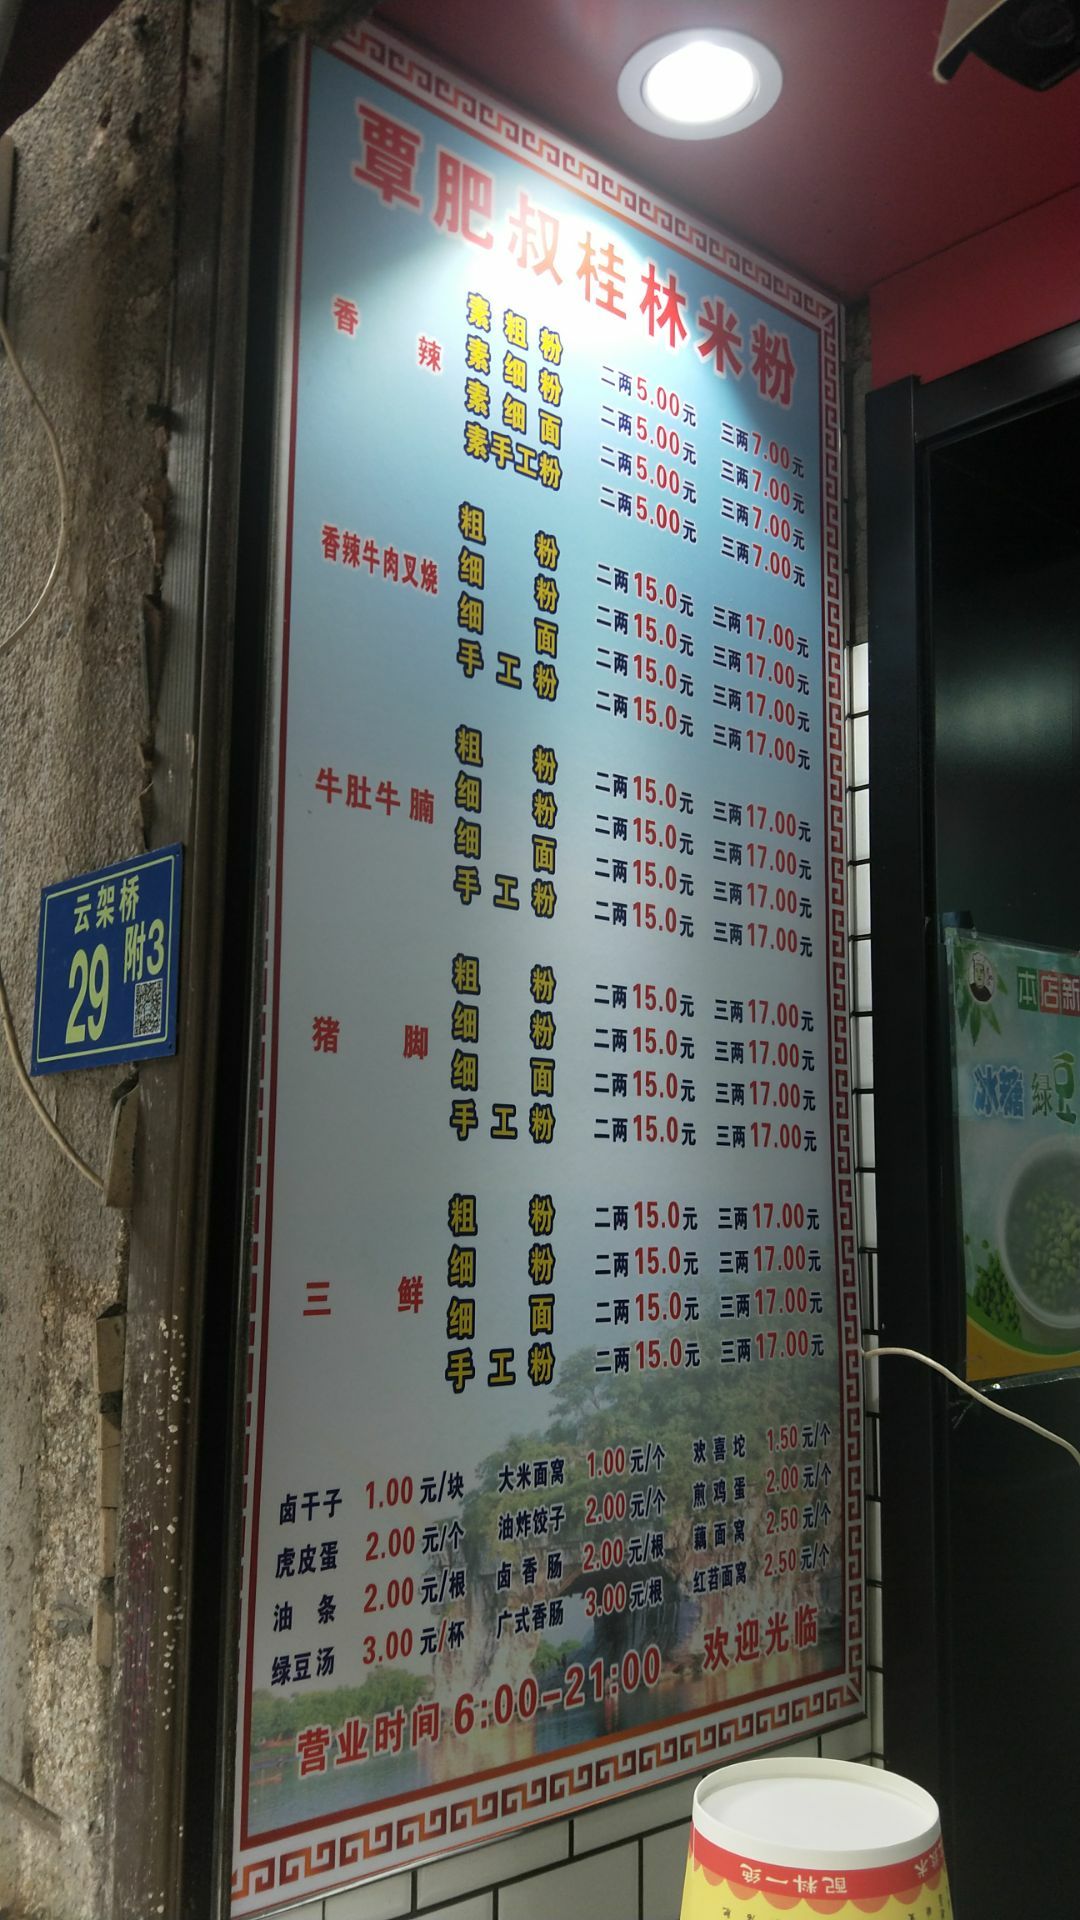 覃肥叔桂林米粉
香辣
素粗粉 二两5.00元 三两7.00元
素细粉 二两5.00元 三两7.00元
素细面 二两5.00元 三两7.00元
素手工粉 二两5.00元 三两7.00元
香辣牛肉叉烧
粗粉 二两15.0元 三两17.00元
细粉 二两15.0元 三两17.00元
细面 二两15.0元 三两17.00元
手工粉 二两15.0元 三两17.00元
牛肚牛腩
粗粉 二两15.0元 三两17.00元
细粉 二两15.0元 三两17.00元
细面 二两15.0元 三两17.00元
手工粉 二两15.0元 三两17.00元
猪脚
粗粉 二两15.0元 三两17.00元
细粉 二两15.0元 三两17.00元
细面 二两15.0元 三两17.00元
手工粉 二两15.0元 三两17.00元
三鲜
粗粉 二两15.0元 三两17.00元
细粉 二两15.0元 三两17.00元
细面 二两15.0元 三两17.00元
手工粉 二两15.0元 三两17.00元
卤干子 1.00元/块 大米面窝 1.00元/个 欢喜坨 1.50元/个
虎皮蛋 2.00元/个 油炸饺子 2.00元/个 煎鸡蛋 2.00元/个
油条 2.00元/根 卤香肠 2.00元/根 藕面窝 2.50元/个
绿豆汤 3.00元/杯 广式香肠 3.00元/根 红苕面窝 2.50元/个
营业时间 6:00-21:00 欢迎光临
云架桥
29 附3
本店新
冰糖绿豆
配料一绝